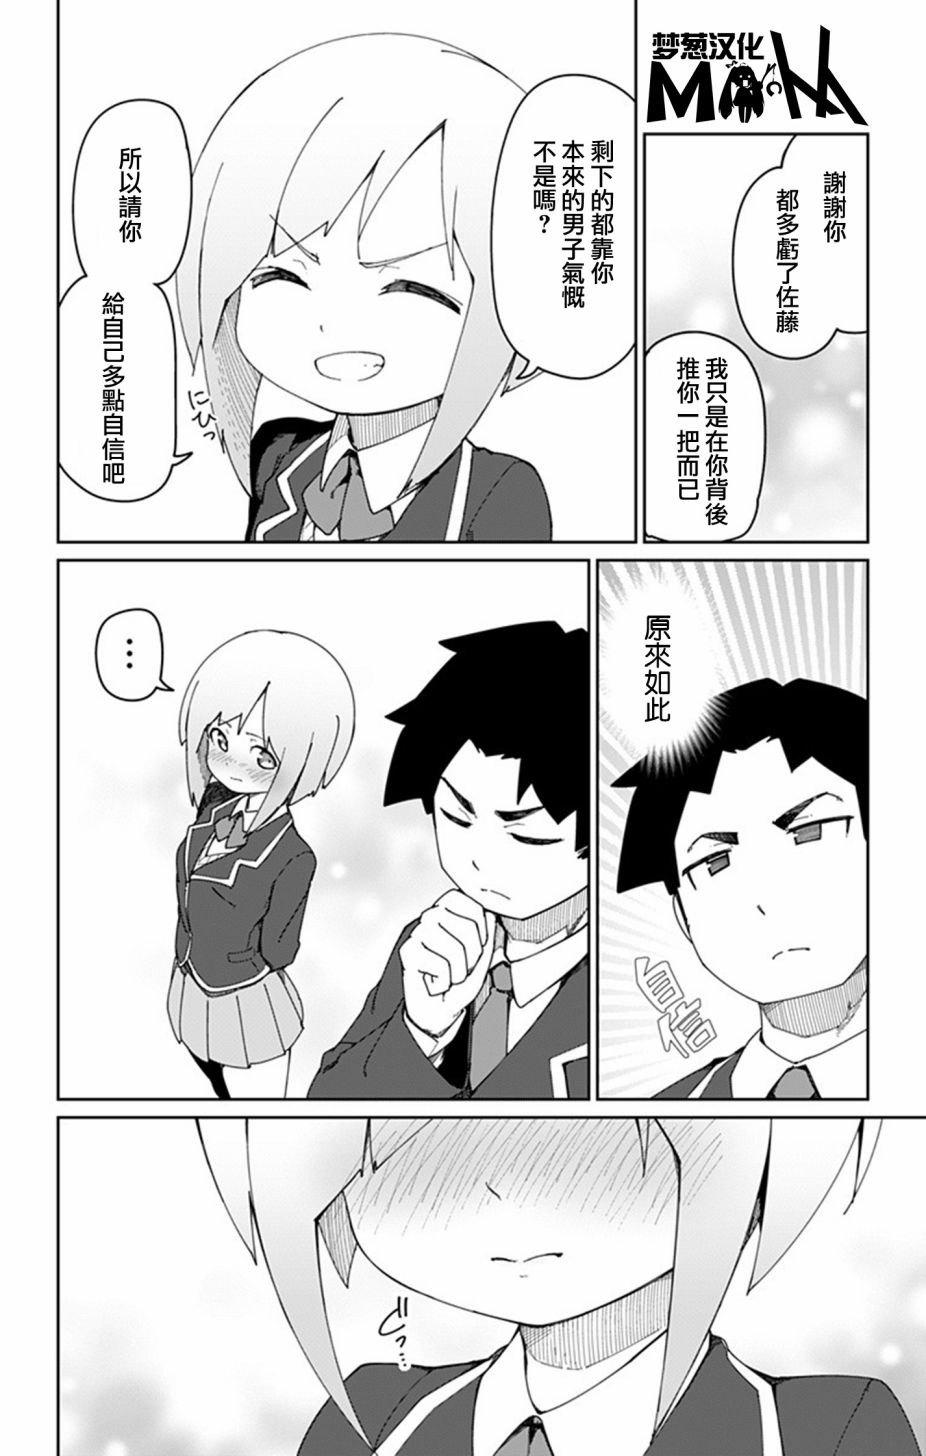 梦葱汉化
謝謝你
都多虧了佐藤
我只是在你背後
推你一把而已
剩下的都靠你
本來的男子氣慨
不是嗎？
にひっ
所以請你
給自己多點自信吧
原來如此
自信
…
どっ…